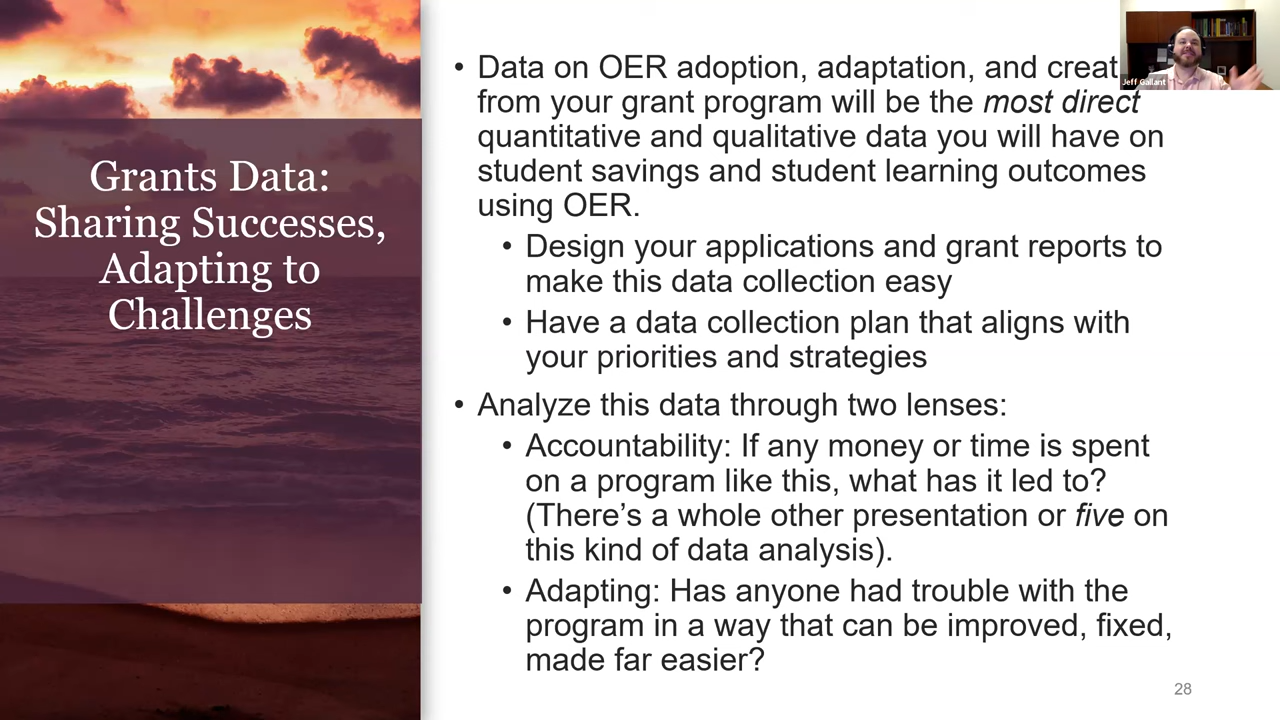 Grants Data:
Sharing Successes,
Adapting to
Challenges
• Data on OER adoption, adaptation, and creat
from your grant program will be the most direct
quantitative and qualitative data you will have on
student savings and student learning outcomes
using OER.
• Design your applications and grant reports to
make this data collection easy
• Have a data collection plan that aligns with
your priorities and strategies
• Analyze this data through two lenses:
• Accountability: If any money or time is spent
on a program like this, what has it led to?
(There’s a whole other presentation or five on
this kind of data analysis).
• Adapting: Has anyone had trouble with the
program in a way that can be improved, fixed,
made far easier?
Jeff Gallant
28